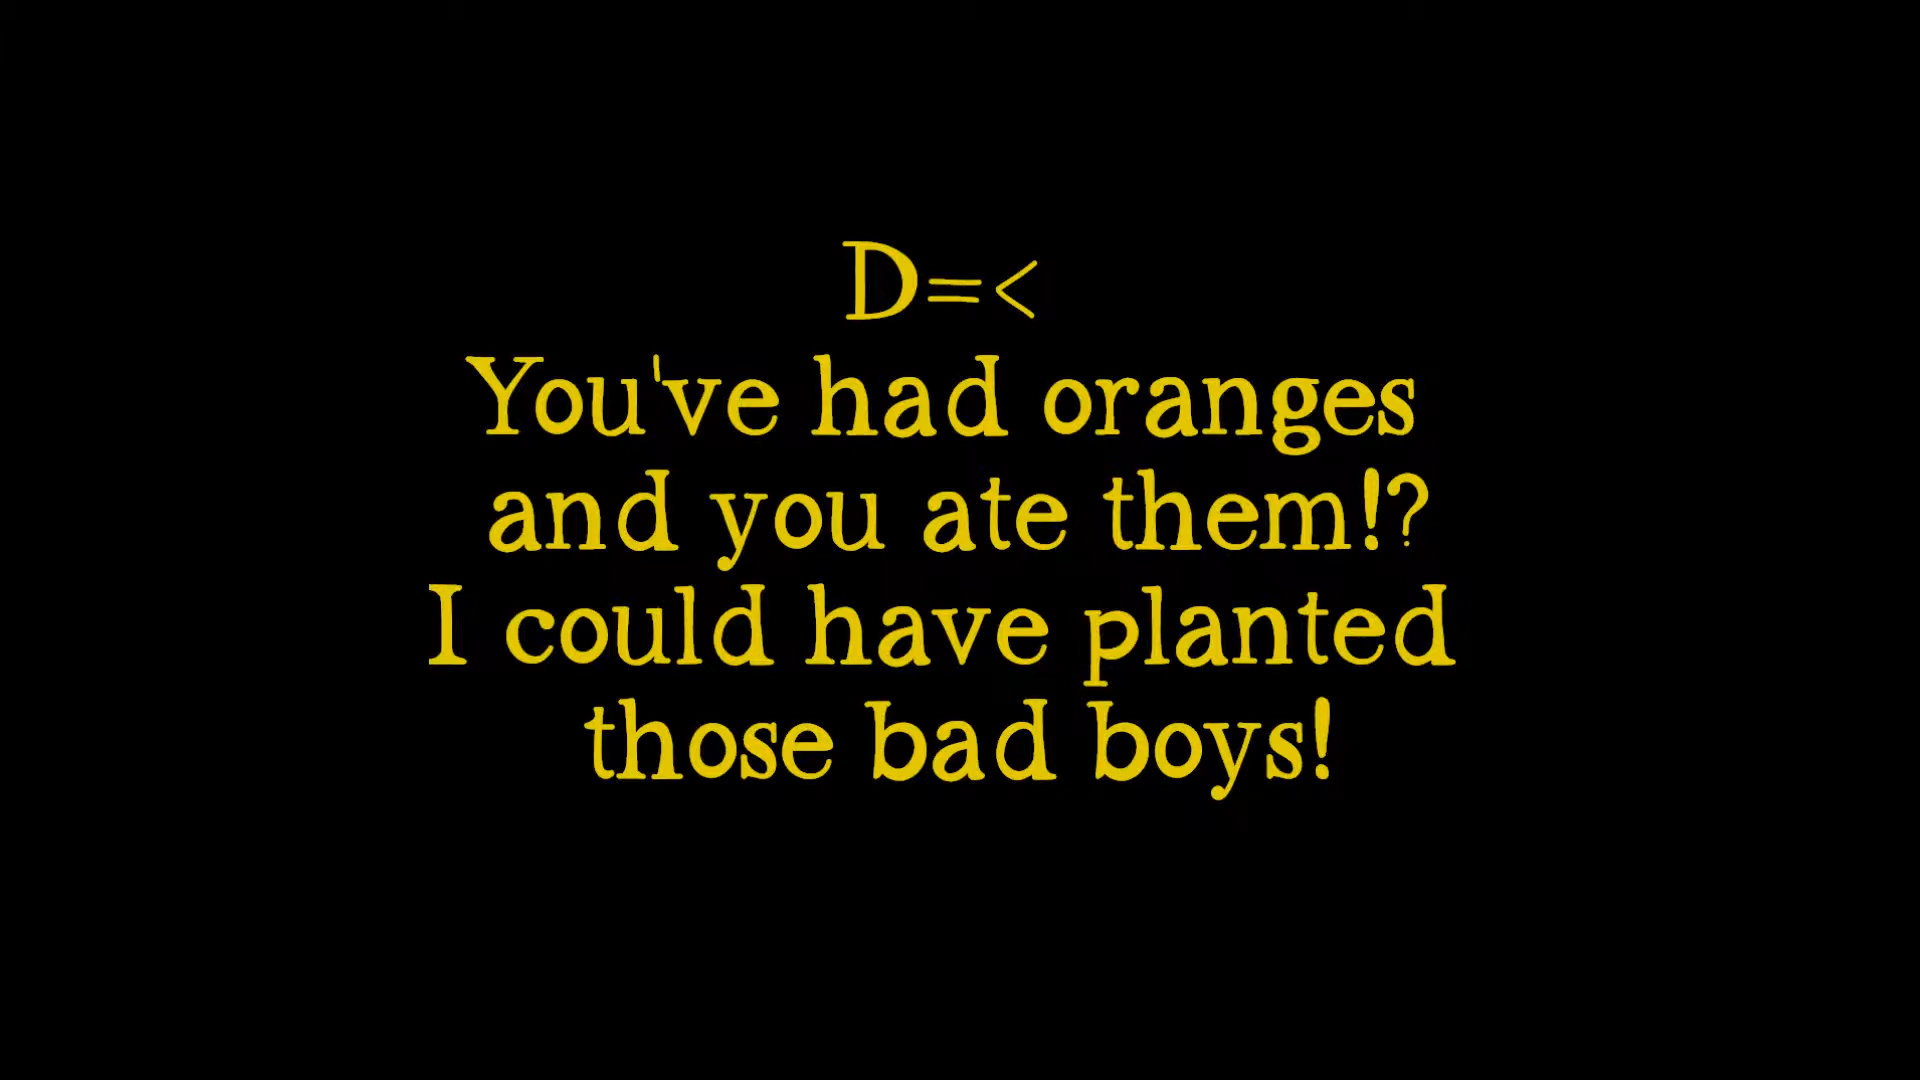 D=<
You've had oranges
and you ate them!?
I could have planted
those bad boys!